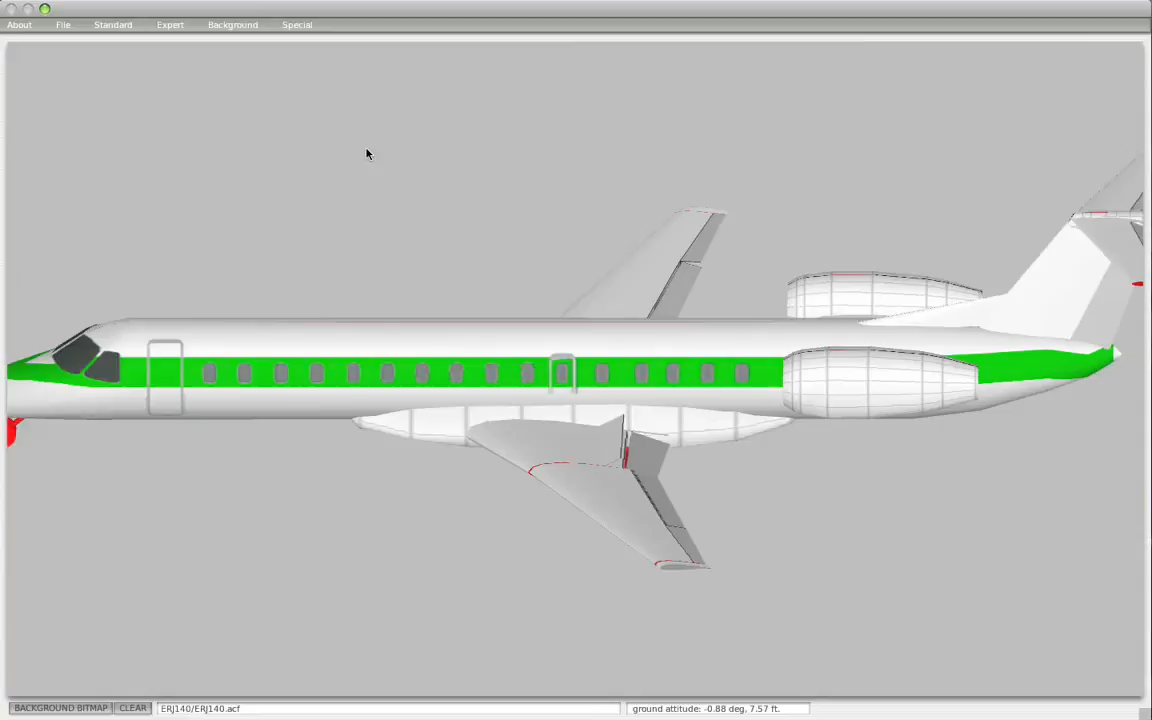 About File Standard Expert Background Special
BACKGROUND BITMAP CLEAR ERJ140/ERJ140.acf ground attitude: -0.88 deg, 7.57 ft.